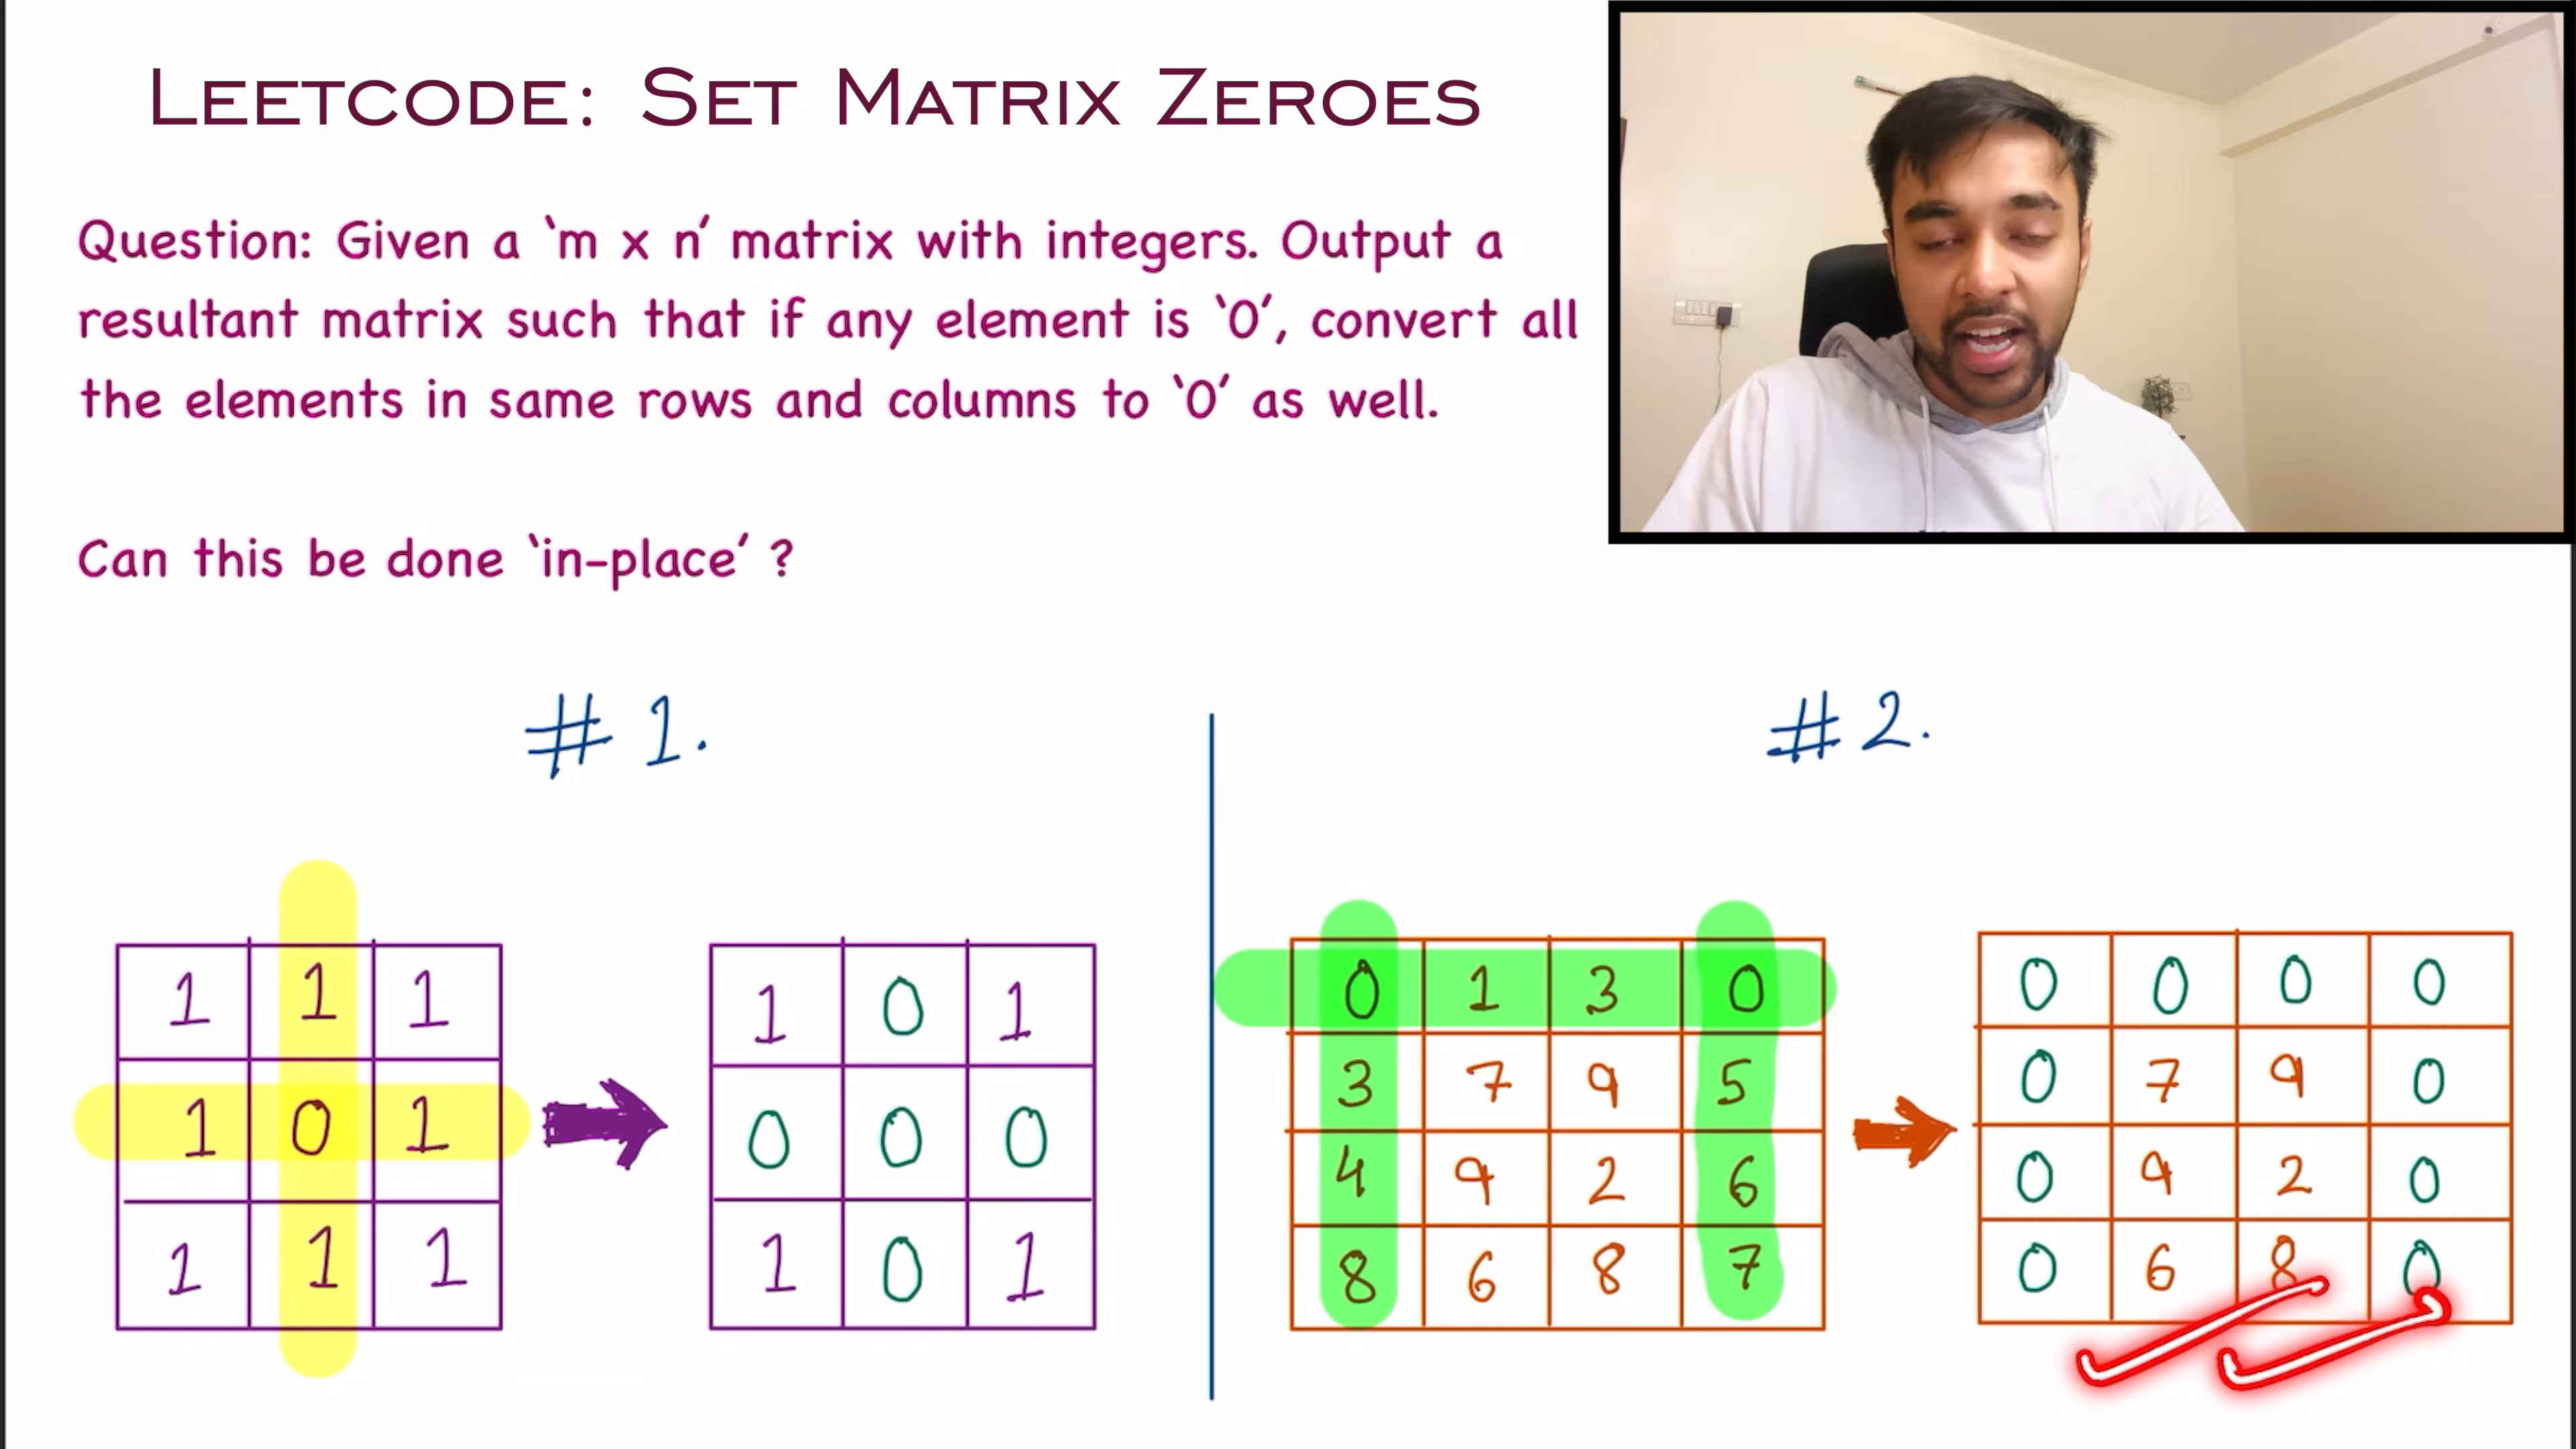 LEETCODE: SET MATRIX ZEROES
Question: Given a ‘m x n’ matrix with integers. Output a
resultant matrix such that if any element is ‘0’, convert all
the elements in same rows and columns to ‘0’ as well.
Can this be done ‘in-place’ ?
# 1.
1 1 1
1 0 1
1 1 1
1 0 1
0 0 0
1 0 1
# 2.
0 1 3 0
3 7 9 5
4 9 2 6
8 6 8 7
0 0 0 0
0 7 9 0
0 9 2 0
0 6 8 0